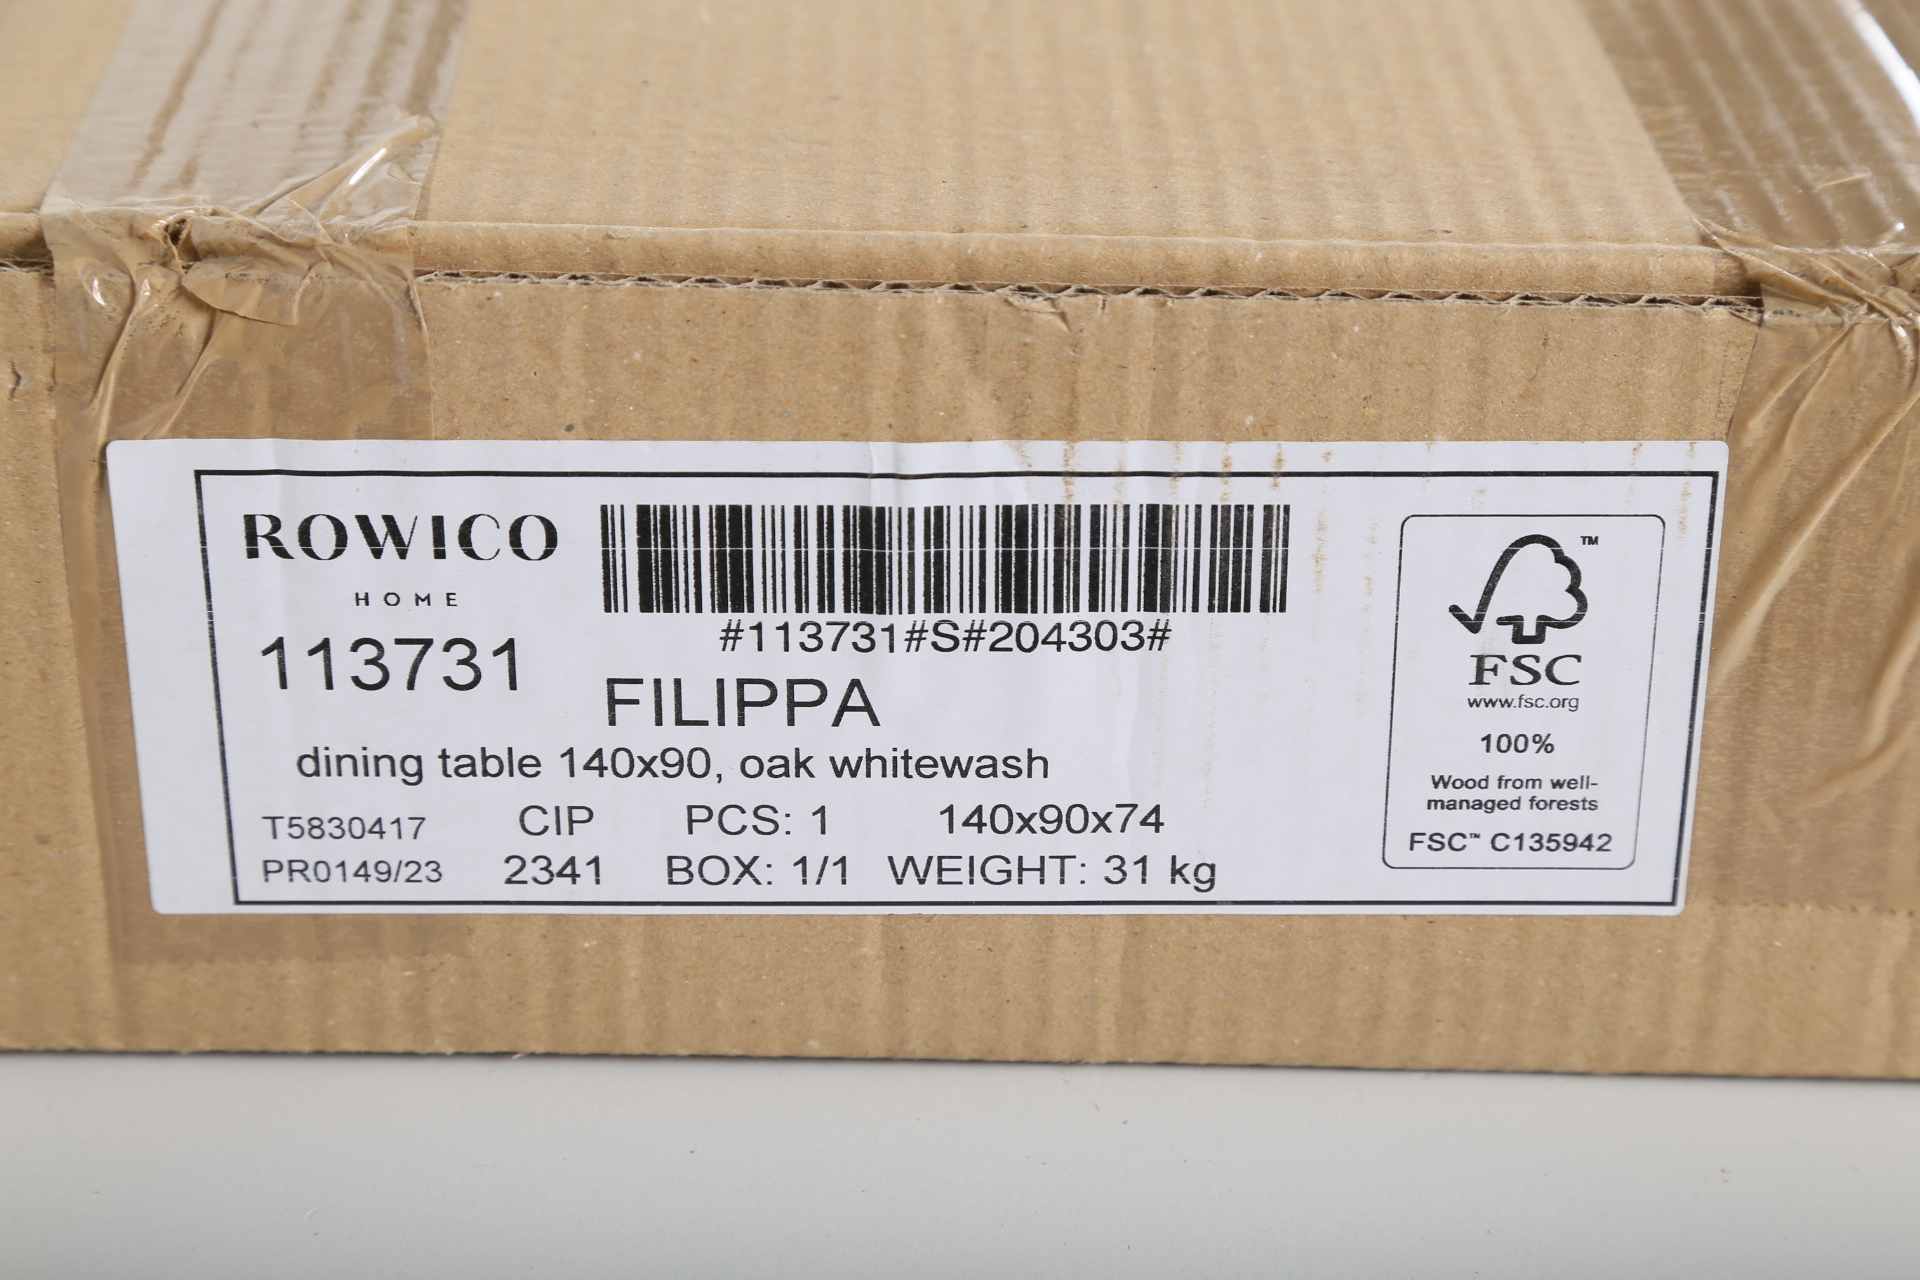 ROWICO
HOME
113731
#113731#S#204303#
FILIPPA
dining table 140x90, oak whitewash
T5830417 CIP PCS: 1 140x90x74
PR0149/23 2341 BOX: 1/1 WEIGHT: 31 kg
™
FSC
www.fsc.org
100%
Wood from well-
managed forests
FSC™ C135942